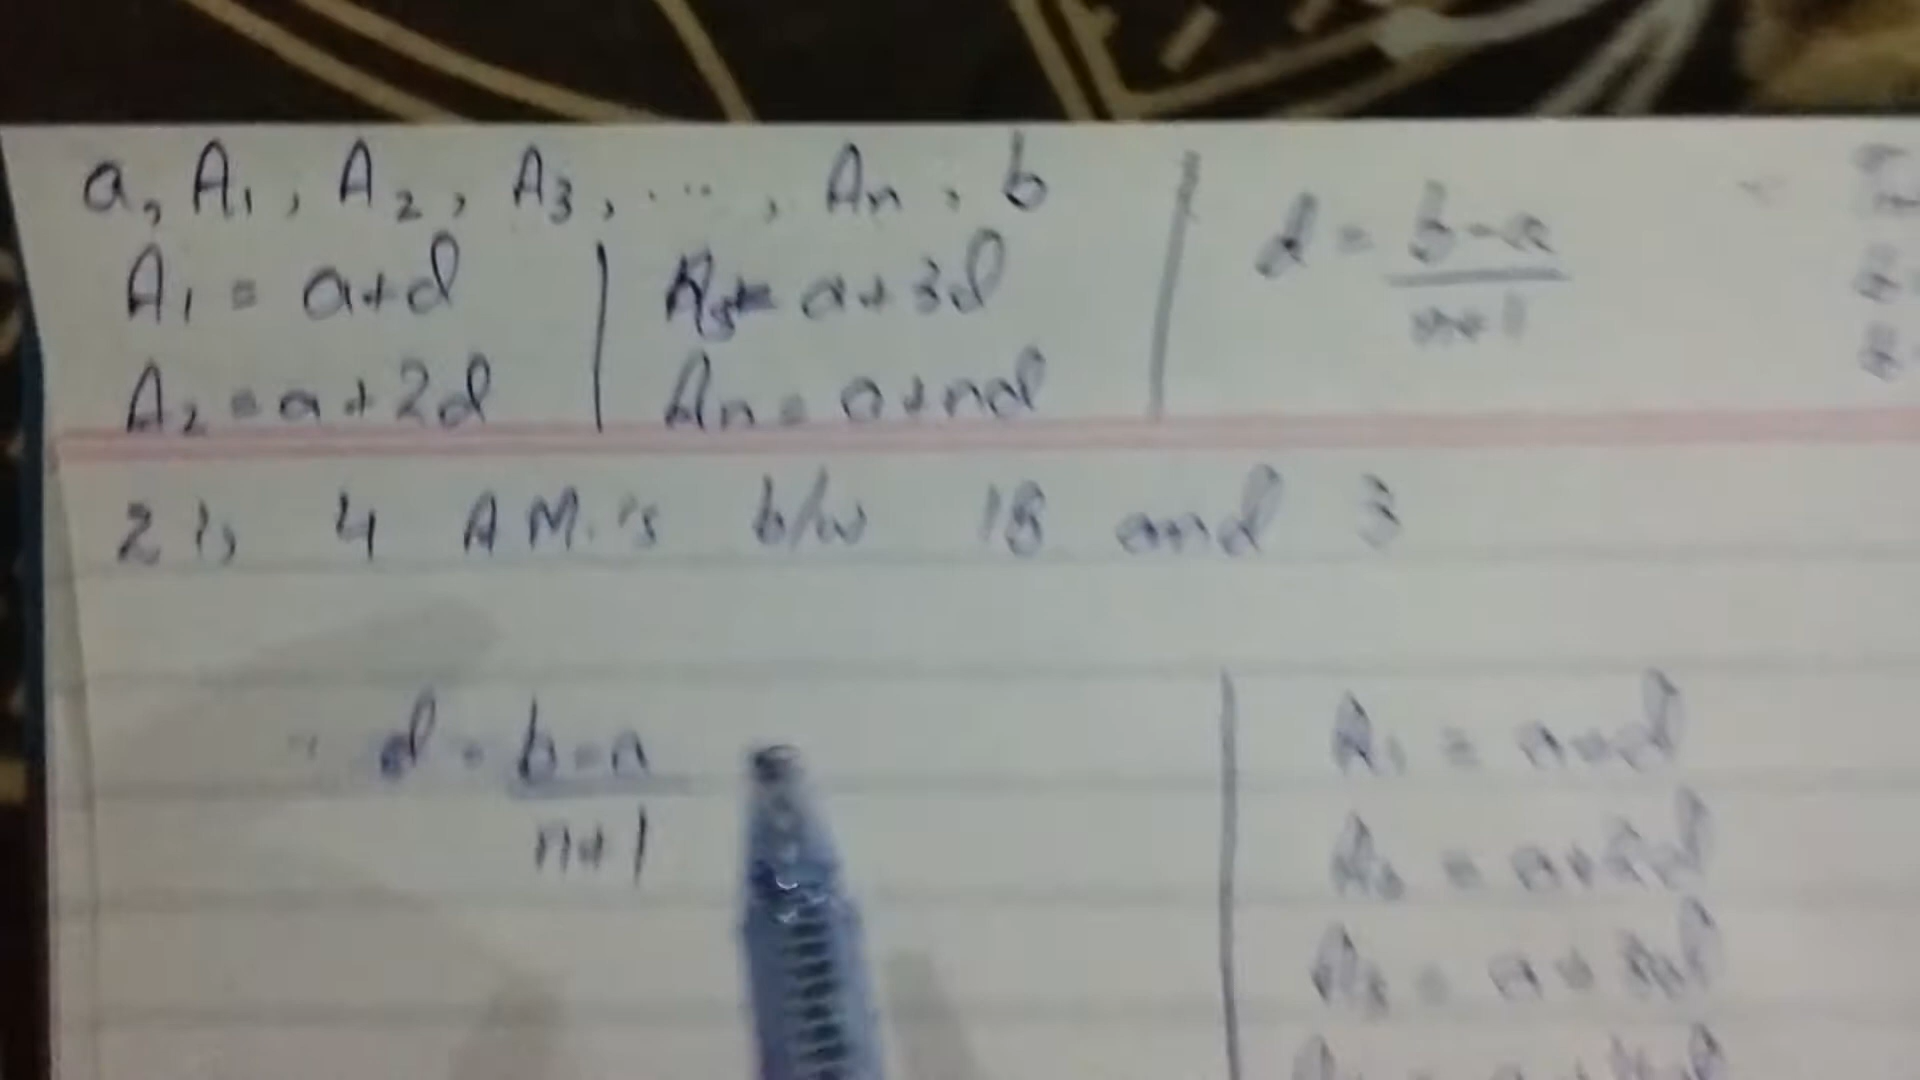 a, A₁, A₂, A₃, ..., Aₙ, b
A₁ = a+d
A₂ = a+2d
A₃ = a+3d
Aₙ = a+nd
d = b-a
n+1
2), 4 A.M.'s b/w 18 and 3
d = b-a
n+1
A₁ = a+d
A₂ = a+2d
A₃ = a+3d